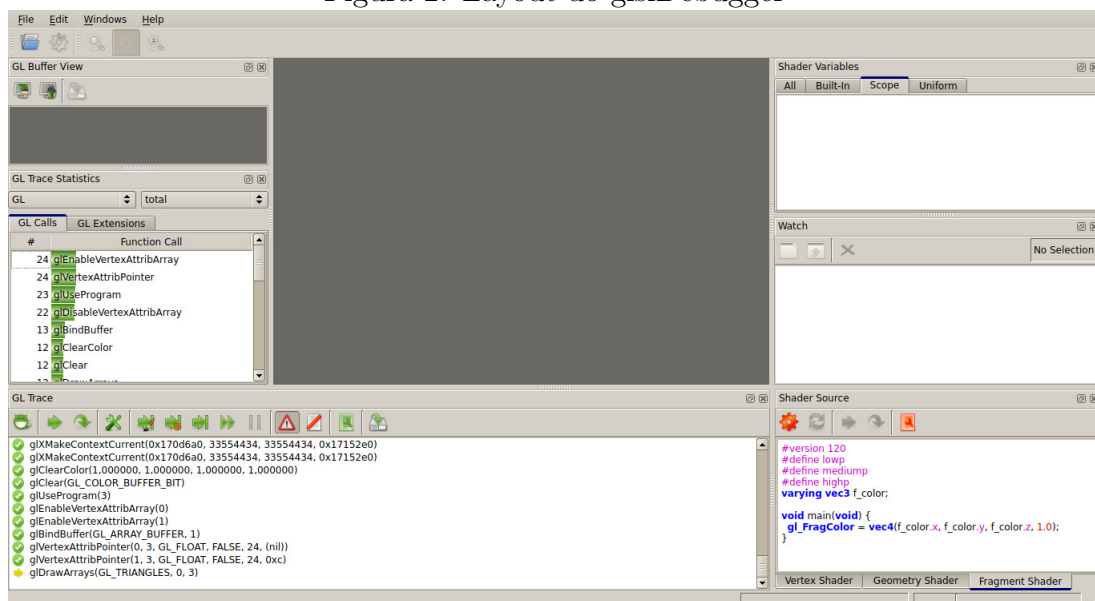 Figura 2: Layout do glslDebugger
File Edit Windows Help
GL Buffer View
GL Trace Statistics
GL total
GL Calls GL Extensions
# Function Call
24 glEnableVertexAttribArray
24 glVertexAttribPointer
23 glUseProgram
22 glDisableVertexAttribArray
13 glBindBuffer
12 glClearColor
12 glClear
Shader Variables
All Built-In Scope Uniform
Watch
No Selection
GL Trace
glXMakeContextCurrent(0x170d6a0, 33554434, 33554434, 0x17152e0)
glXMakeContextCurrent(0x170d6a0, 33554434, 33554434, 0x17152e0)
glClearColor(1,000000, 1,000000, 1,000000, 1,000000)
glClear(GL_COLOR_BUFFER_BIT)
glUseProgram(3)
glEnableVertexAttribArray(0)
glEnableVertexAttribArray(1)
glBindBuffer(GL_ARRAY_BUFFER, 1)
glVertexAttribPointer(0, 3, GL_FLOAT, FALSE, 24, (nil))
glVertexAttribPointer(1, 3, GL_FLOAT, FALSE, 24, 0xc)
glDrawArrays(GL_TRIANGLES, 0, 3)
Shader Source
#version 120
#define lowp
#define mediump
#define highp
varying vec3 f_color;
void main(void) {
gl_FragColor = vec4(f_color.x, f_color.y, f_color.z, 1.0);
}
Vertex Shader Geometry Shader Fragment Shader